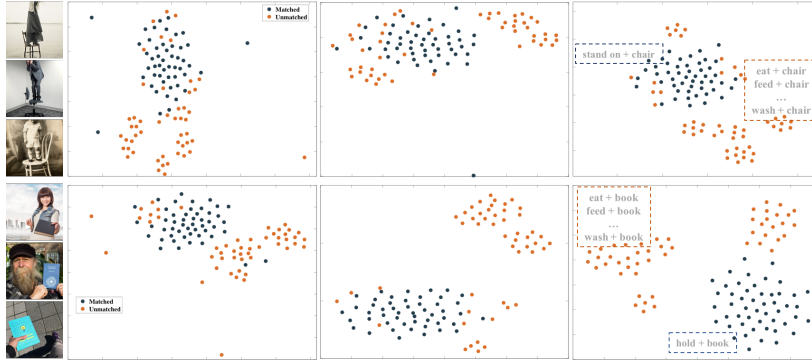 Matched
Unmatched
stand on + chair
eat + chair
feed + chair
...
wash + chair
Matched
Unmatched
eat + book
feed + book
...
wash + book
hold + book